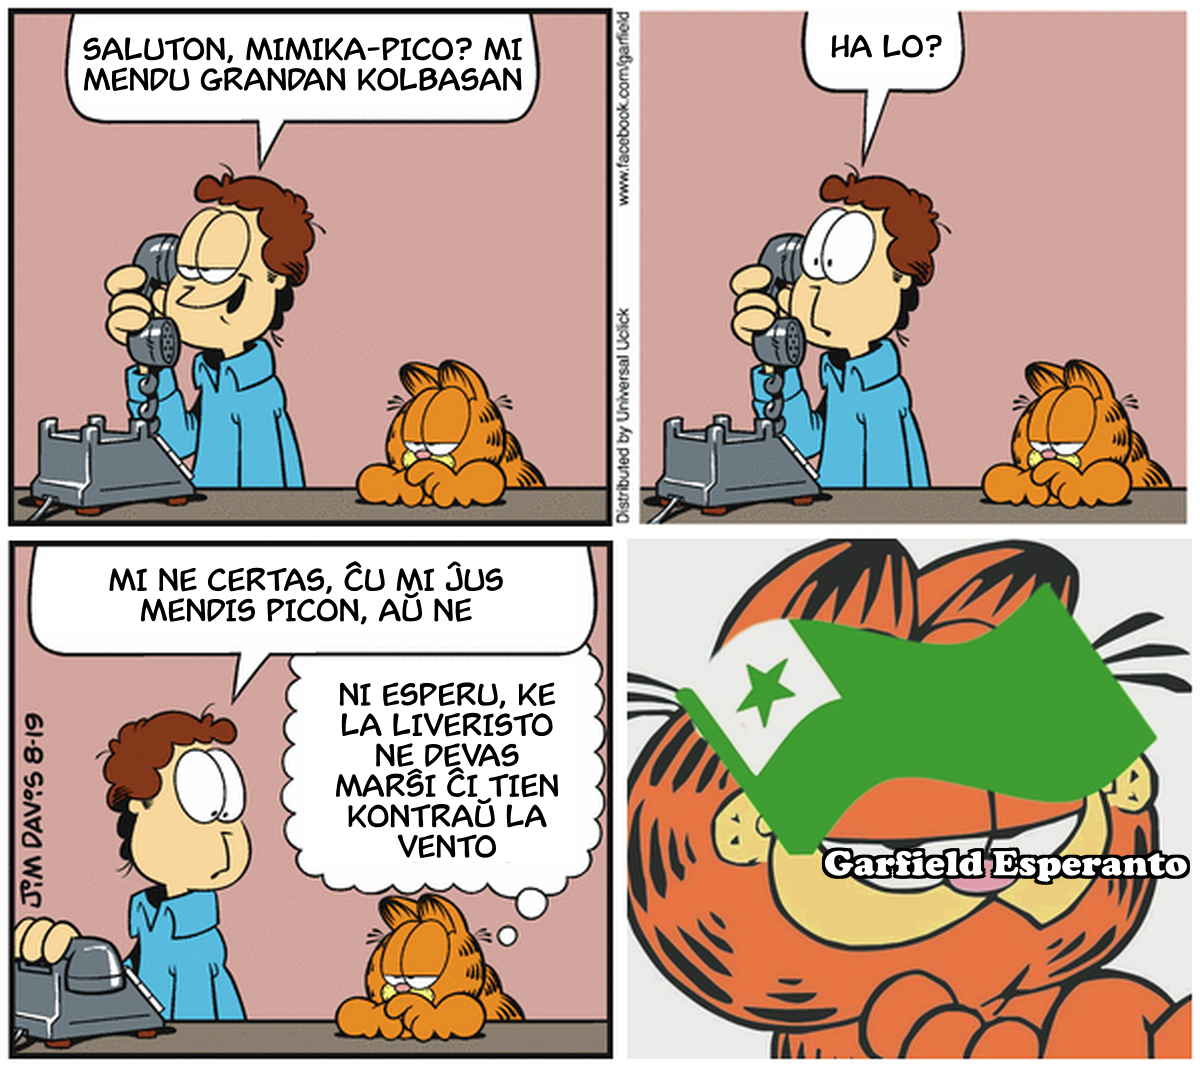 SALUTON, MIMIKA-PICO? MI
MENDU GRANDAN KOLBASAN
www.facebook.com/garfield
Distributed by Universal Uclick
HA LO?
MI NE CERTAS, ĈU MI ĴUS
MENDIS PICON, AŬ NE
NI ESPERU, KE
LA LIVERISTO
NE DEVAS
MARŜI ĈI TIEN
KONTRAŬ LA
VENTO
JIM DAVIS 8-19
Garfield Esperanto